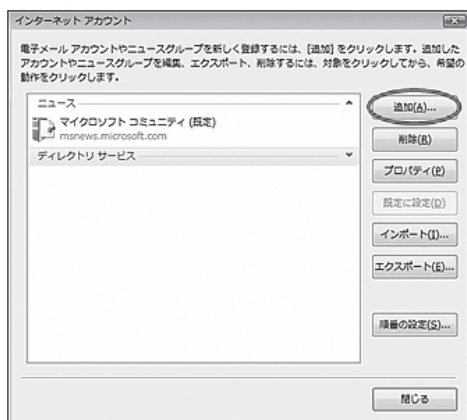 インターネット アカウント
電子メール アカウントやニュースグループを新しく登録するには、[追加] をクリックします。追加した
アカウントやニュースグループを編集、エクスポート、削除するには、対象をクリックしてから、希望の
動作をクリックします。
ニュース
マイクロソフト コミュニティ (既定)
msnews.microsoft.com
ディレクトリ サービス
追加(A)...
削除(R)
プロパティ(P)
既定に設定(D)
インポート(I)...
エクスポート(E)...
順番の設定(S)...
閉じる